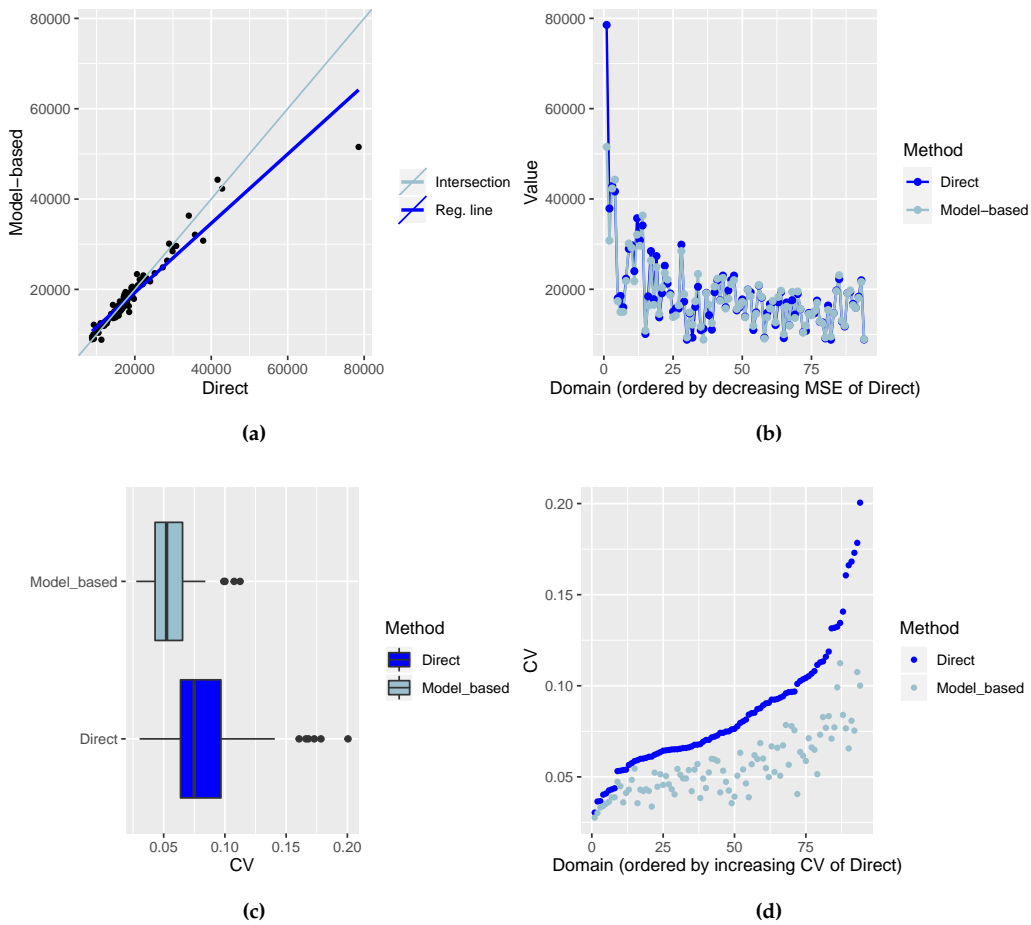 80000
60000
40000
20000
Model−based
20000 40000 60000 80000
Direct
Intersection
Reg. line
(a)
80000
60000
40000
20000
Value
0 25 50 75
Domain (ordered by decreasing MSE of Direct)
Method
Direct
Model−based
(b)
Model_based
Direct
0.05 0.10 0.15 0.20
CV
Method
Direct
Model_based
(c)
0.20
0.15
0.10
0.05
CV
0 25 50 75
Domain (ordered by increasing CV of Direct)
Method
Direct
Model_based
(d)